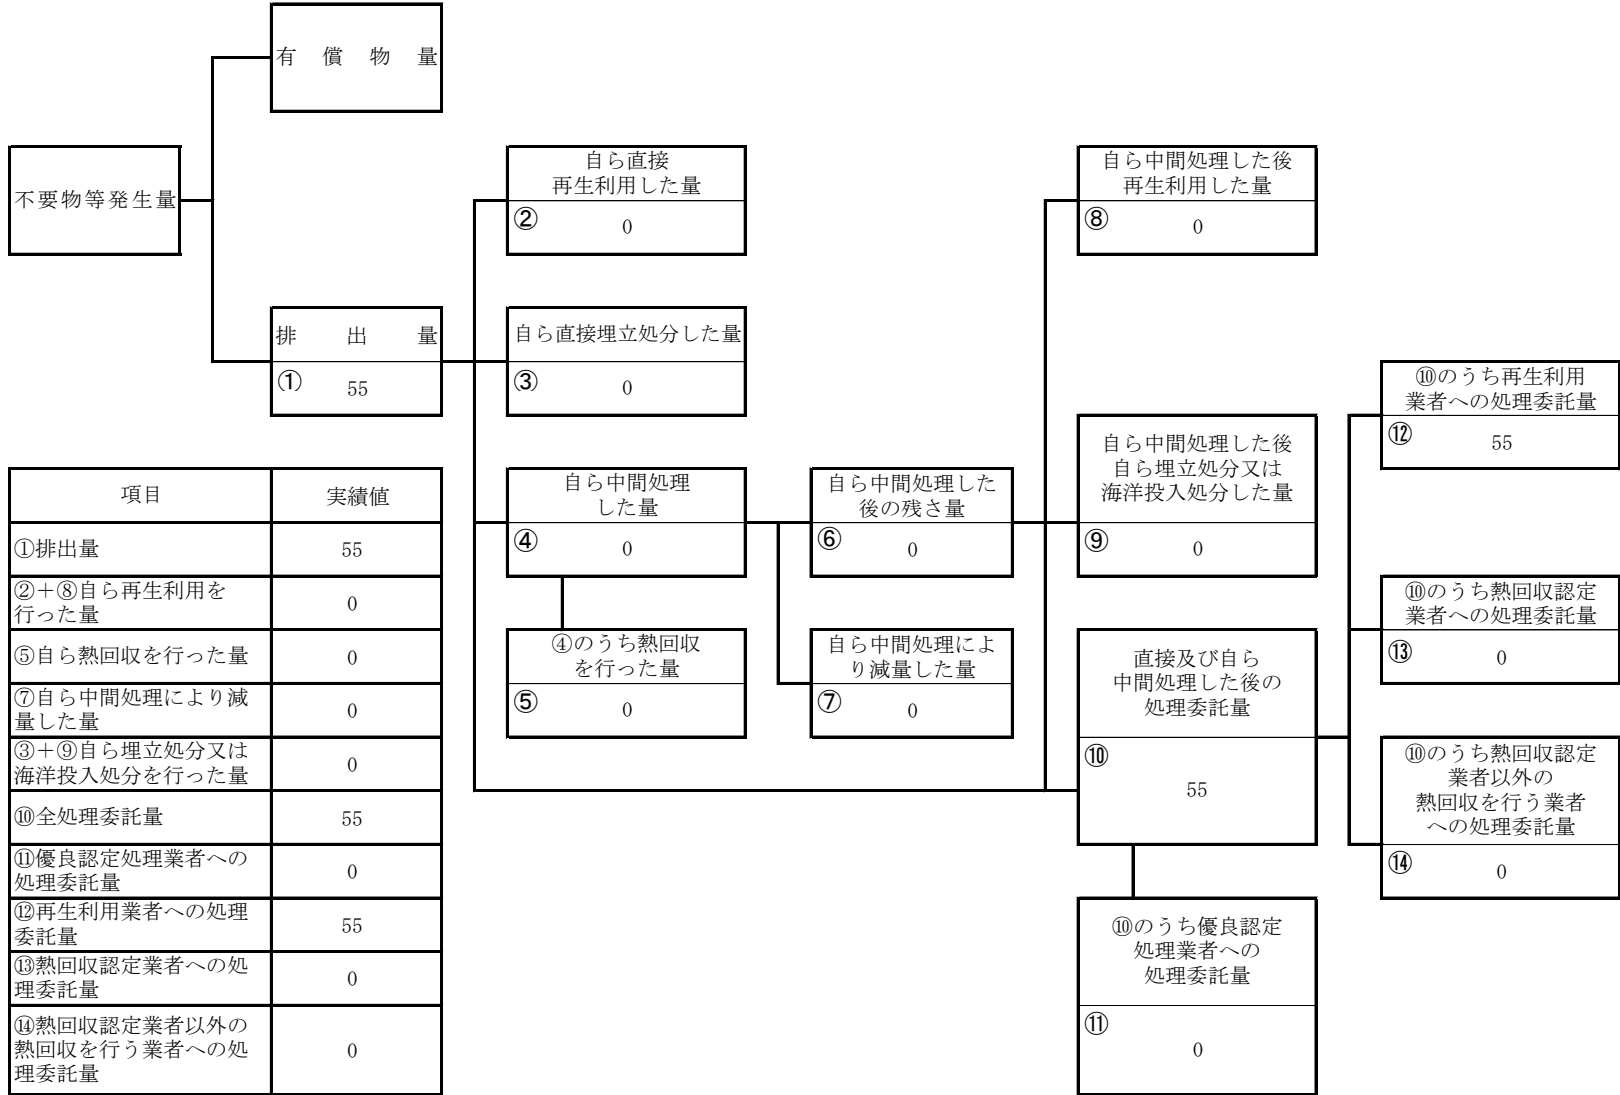 有償物量
不要物等発生量
排出量
① 55
自ら直接
再生利用した量
② 0
自ら直接埋立処分した量
③ 0
自ら中間処理
した量
④ 0
④のうち熱回収
を行った量
⑤ 0
自ら中間処理した
後の残さ量
⑥ 0
自ら中間処理によ
り減量した量
⑦ 0
自ら中間処理した後
再生利用した量
⑧ 0
自ら中間処理した後
自ら埋立処分又は
海洋投入処分した量
⑨ 0
直接及び自ら
中間処理した後の
処理委託量
⑩
55
⑩のうち優良認定
処理業者への
処理委託量
⑪
0
⑩のうち再生利用
業者への処理委託量
⑫ 55
⑩のうち熱回収認定
業者への処理委託量
⑬ 0
⑩のうち熱回収認定
業者以外の
熱回収を行う業者
への処理委託量
⑭ 0
項目 実績値
①排出量 55
②+⑧自ら再生利用を
行った量 0
⑤自ら熱回収を行った量 0
⑦自ら中間処理により減
量した量 0
③+⑨自ら埋立処分又は
海洋投入処分を行った量 0
⑩全処理委託量 55
⑪優良認定処理業者への
処理委託量 0
⑫再生利用業者への処理
委託量 55
⑬熱回収認定業者への処
理委託量 0
⑭熱回収認定業者以外の
熱回収を行う業者への処
理委託量 0